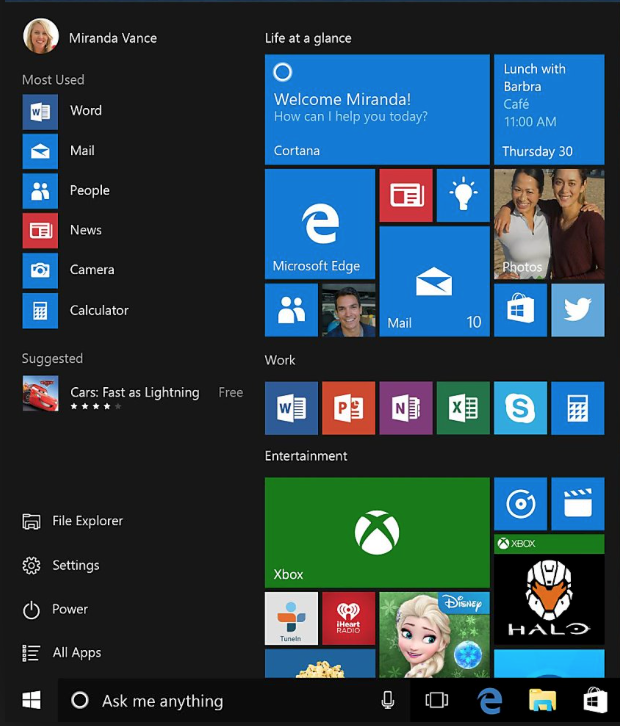 Miranda Vance
Most Used
Word
Mail
People
News
Camera
Calculator
Suggested
Cars: Fast as Lightning Free
File Explorer
Settings
Power
All Apps
Life at a glance
Welcome Miranda!
How can I help you today?
Cortana
Lunch with
Barbra
Café
11:00 AM
Thursday 30
Microsoft Edge
Mail 10
Photos
Work
Entertainment
Xbox
XBOX
HALO
TuneIn
iHeart
RADIO
Disney
Ask me anything